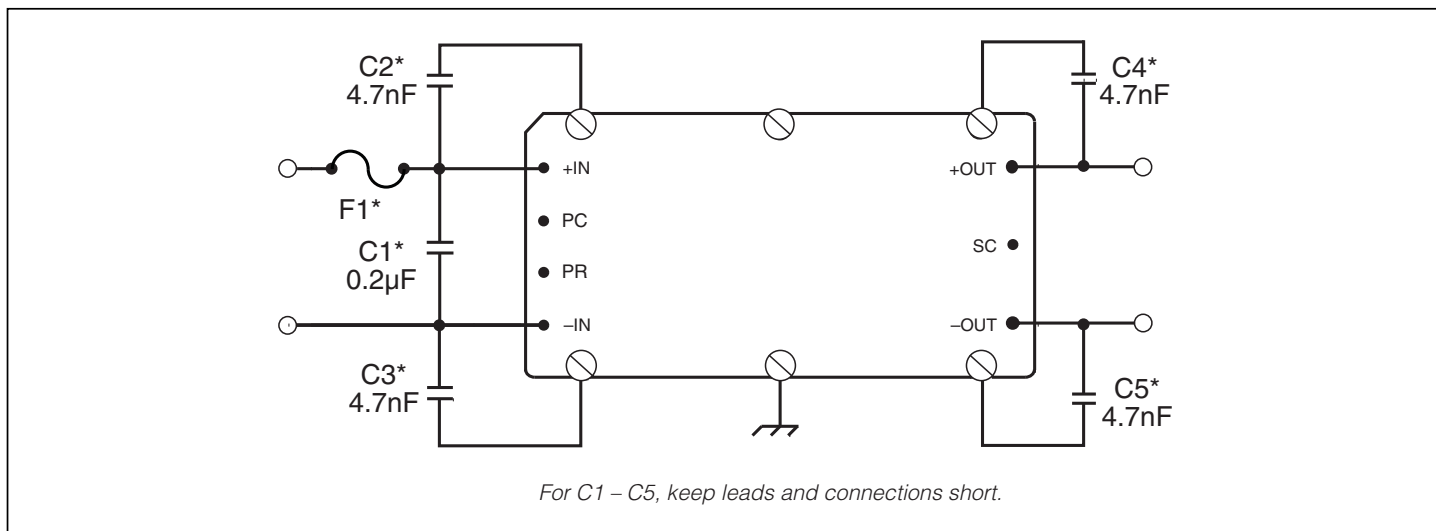 C2*
4.7nF
C4*
4.7nF
+IN
+OUT
F1*
PC
SC
C1*
0.2µF
PR
–IN
–OUT
C3*
4.7nF
C5*
4.7nF
For C1 – C5, keep leads and connections short.